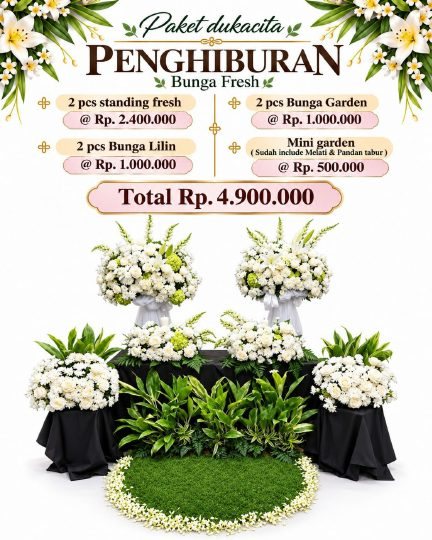 Paket dukacita
PENGHIBURAN
Bunga Fresh
2 pcs standing fresh
@ Rp. 2.400.000
2 pcs Bunga Garden
@ Rp. 1.000.000
2 pcs Bunga Lilin
@ Rp. 1.000.000
Mini garden
( Sudah include Melati & Pandan tabur )
@ Rp. 500.000
Total Rp. 4.900.000